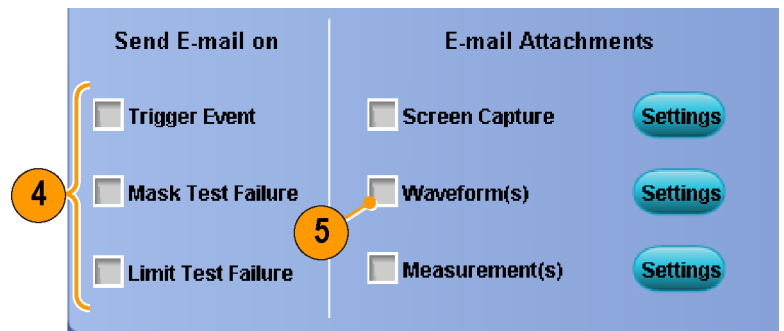 Send E-mail on
E-mail Attachments
Trigger Event
Screen Capture
Settings
4
Mask Test Failure
Waveform(s)
Settings
5
Limit Test Failure
Measurement(s)
Settings